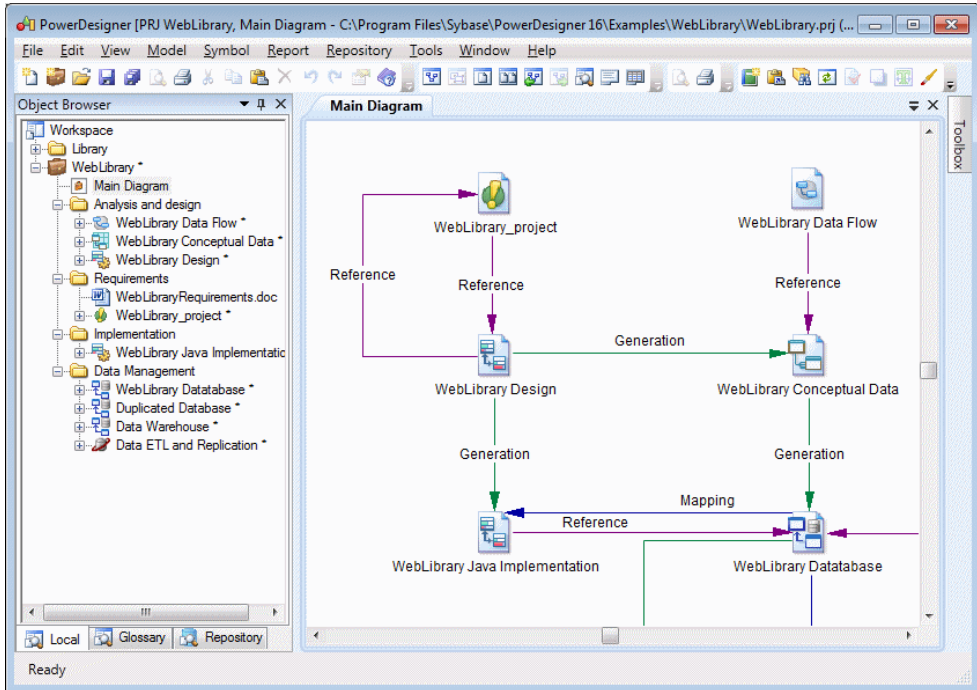 PowerDesigner [PRJ WebLibrary, Main Diagram - C:\Program Files\Sybase\PowerDesigner 16\Examples\WebLibrary\WebLibrary.prj (...
File Edit View Model Symbol Report Repository Tools Window Help
Object Browser
Main Diagram
Toolbox
Workspace
Library
WebLibrary *
Main Diagram
Analysis and design
WebLibrary Data Flow *
WebLibrary Conceptual Data *
WebLibrary Design *
Requirements
WebLibraryRequirements.doc
WebLibrary_project *
Implementation
WebLibrary Java Implementatic
Data Management
WebLibrary Datatabase *
Duplicated Database *
Data Warehouse *
Data ETL and Replication *
WebLibrary_project
WebLibrary Data Flow
Reference
Reference
Reference
Generation
WebLibrary Design
WebLibrary Conceptual Data
Generation
Generation
Mapping
Reference
WebLibrary Java Implementation
WebLibrary Datatabase
Local Glossary Repository
Ready